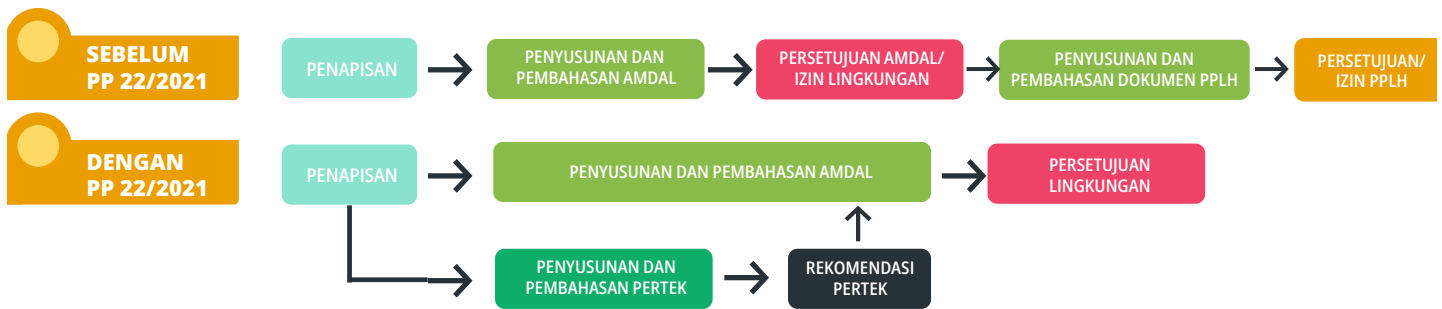 SEBELUM
PP 22/2021
PENAPISAN
PENYUSUNAN DAN
PEMBAHASAN AMDAL
PERSETUJUAN AMDAL/
IZIN LINGKUNGAN
PENYUSUNAN DAN
PEMBAHASAN DOKUMEN PPLH
PERSETUJUAN/
IZIN PPLH
DENGAN
PP 22/2021
PENAPISAN
PENYUSUNAN DAN PEMBAHASAN AMDAL
PERSETUJUAN
LINGKUNGAN
PENYUSUNAN DAN
PEMBAHASAN PERTEK
REKOMENDASI
PERTEK